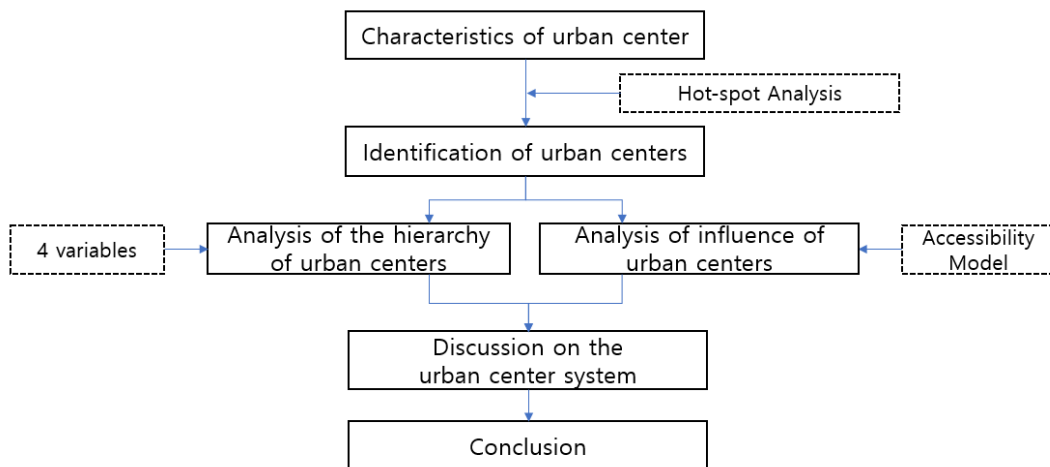 Characteristics of urban center
Hot-spot Analysis
Identification of urban centers
4 variables
Analysis of the hierarchy
of urban centers
Analysis of influence of
urban centers
Accessibility
Model
Discussion on the
urban center system
Conclusion